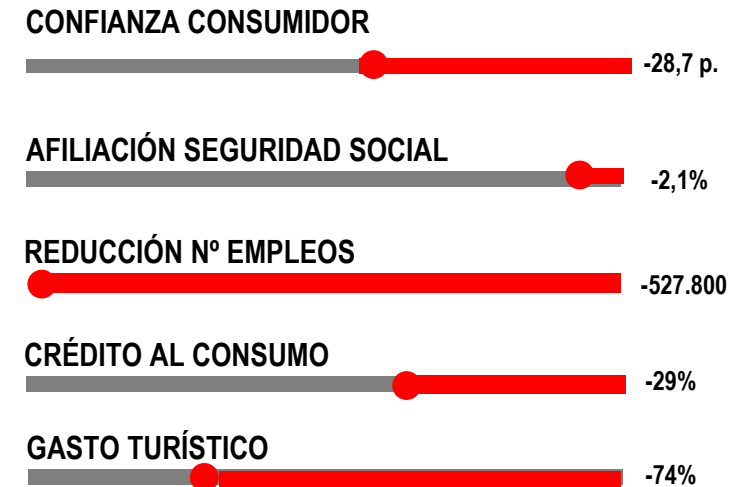 CONFIANZA CONSUMIDOR
-28,7 p.
AFILIACIÓN SEGURIDAD SOCIAL
-2,1%
REDUCCIÓN Nº EMPLEOS
-527.800
CRÉDITO AL CONSUMO
-29%
GASTO TURÍSTICO
-74%